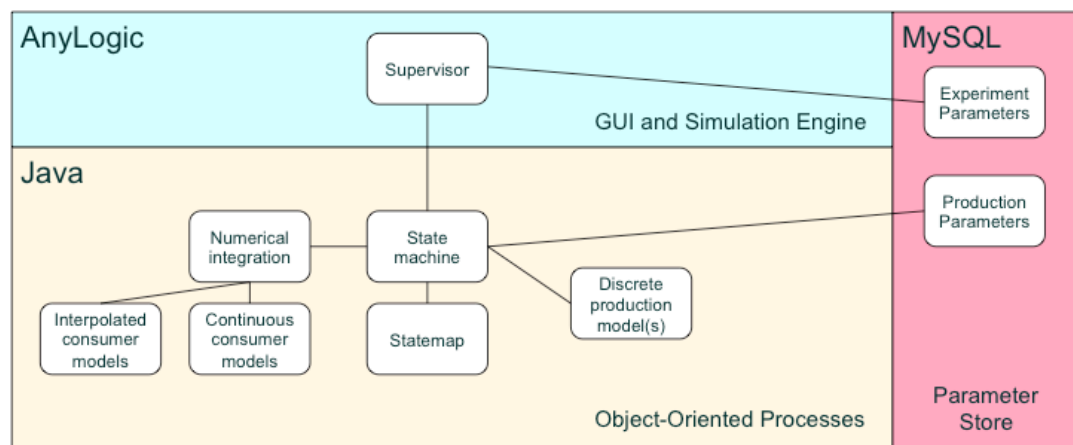 AnyLogic
Supervisor
GUI and Simulation Engine
MySQL
Experiment
Parameters
Production
Parameters
Parameter
Store
Java
Numerical
integration
State
machine
Discrete
production
model(s)
Interpolated
consumer
models
Continuous
consumer
models
Statemap
Object-Oriented Processes